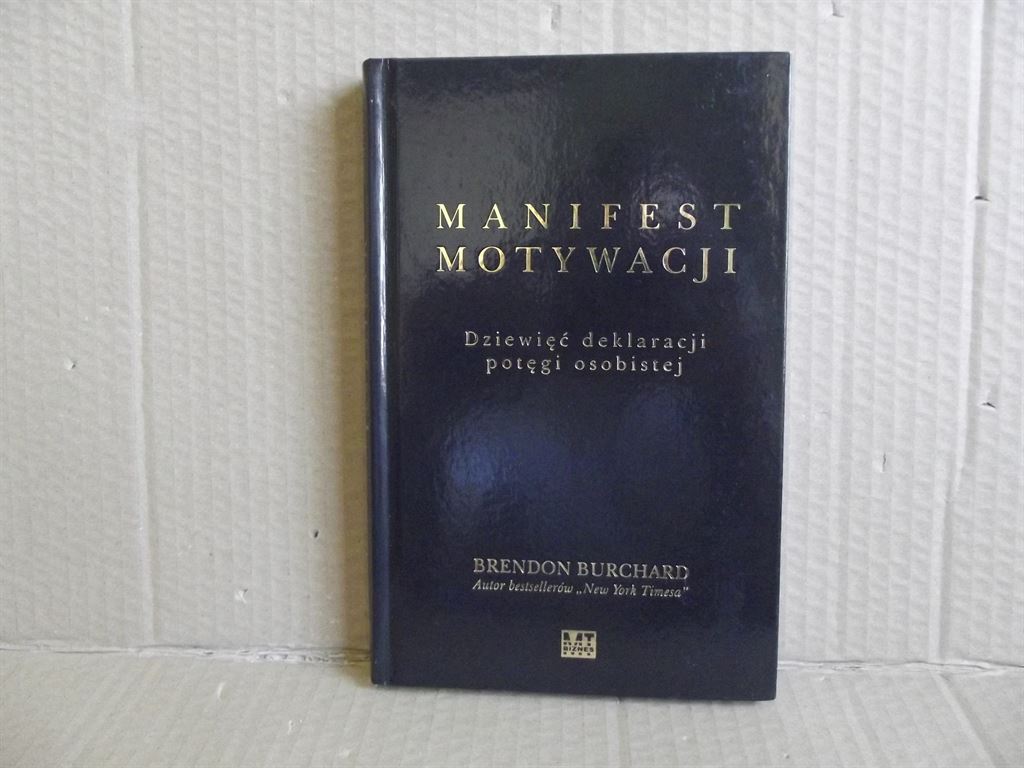 MANIFEST
MOTYWACJI
Dziewięć deklaracji
potęgi osobistej
BRENDON BURCHARD
Autor bestsellerów „New York Timesa”
MT
BIZNES